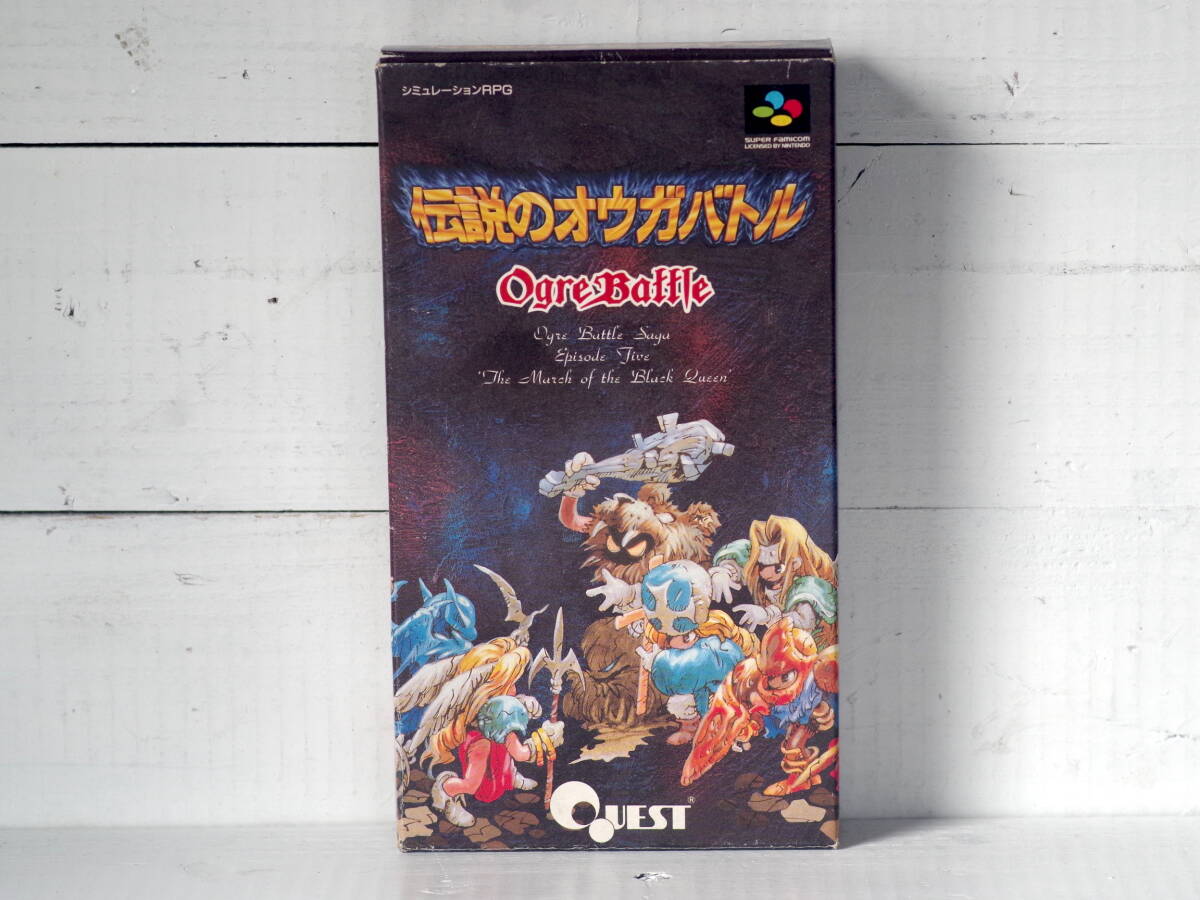 シミュレーションRPG
SUPER FAMICOM
LICENSED BY NINTENDO
伝説のオウガバトル
Ogre Battle
Ogre Battle Saga
Episode Five
'The March of the Black Queen'
QUEST®